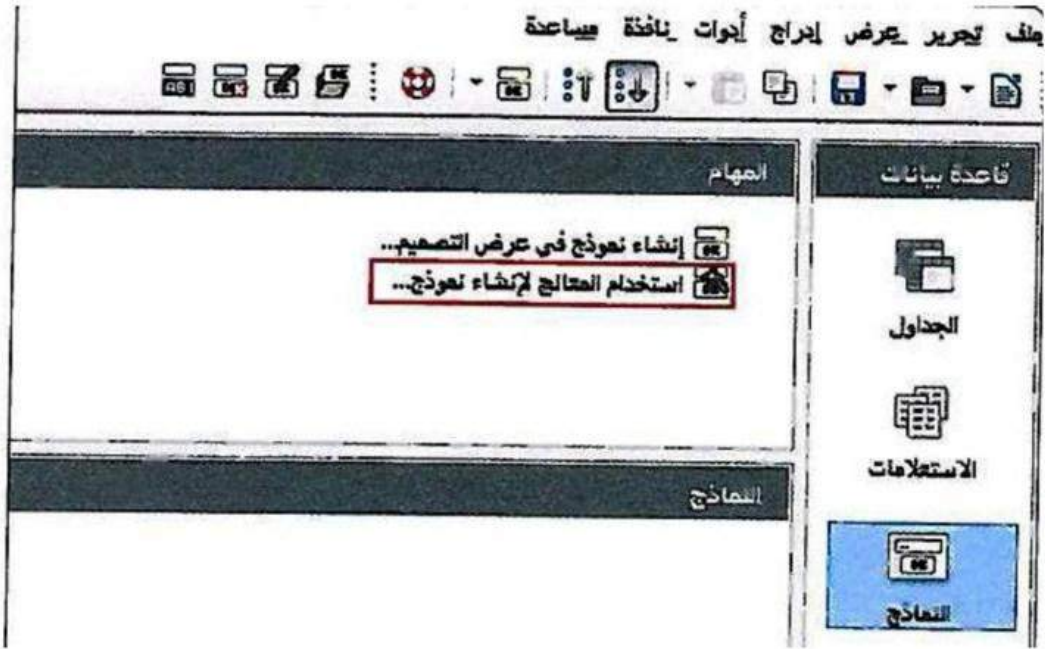 ملف تحرير عرض إدراج أدوات نافذة مساعدة
قاعدة بيانات
المهام
إنشاء نموذج في عرض التصميم...
استخدام المعالج لإنشاء نموذج...
الجداول
الاستعلامات
النماذج
النماذج